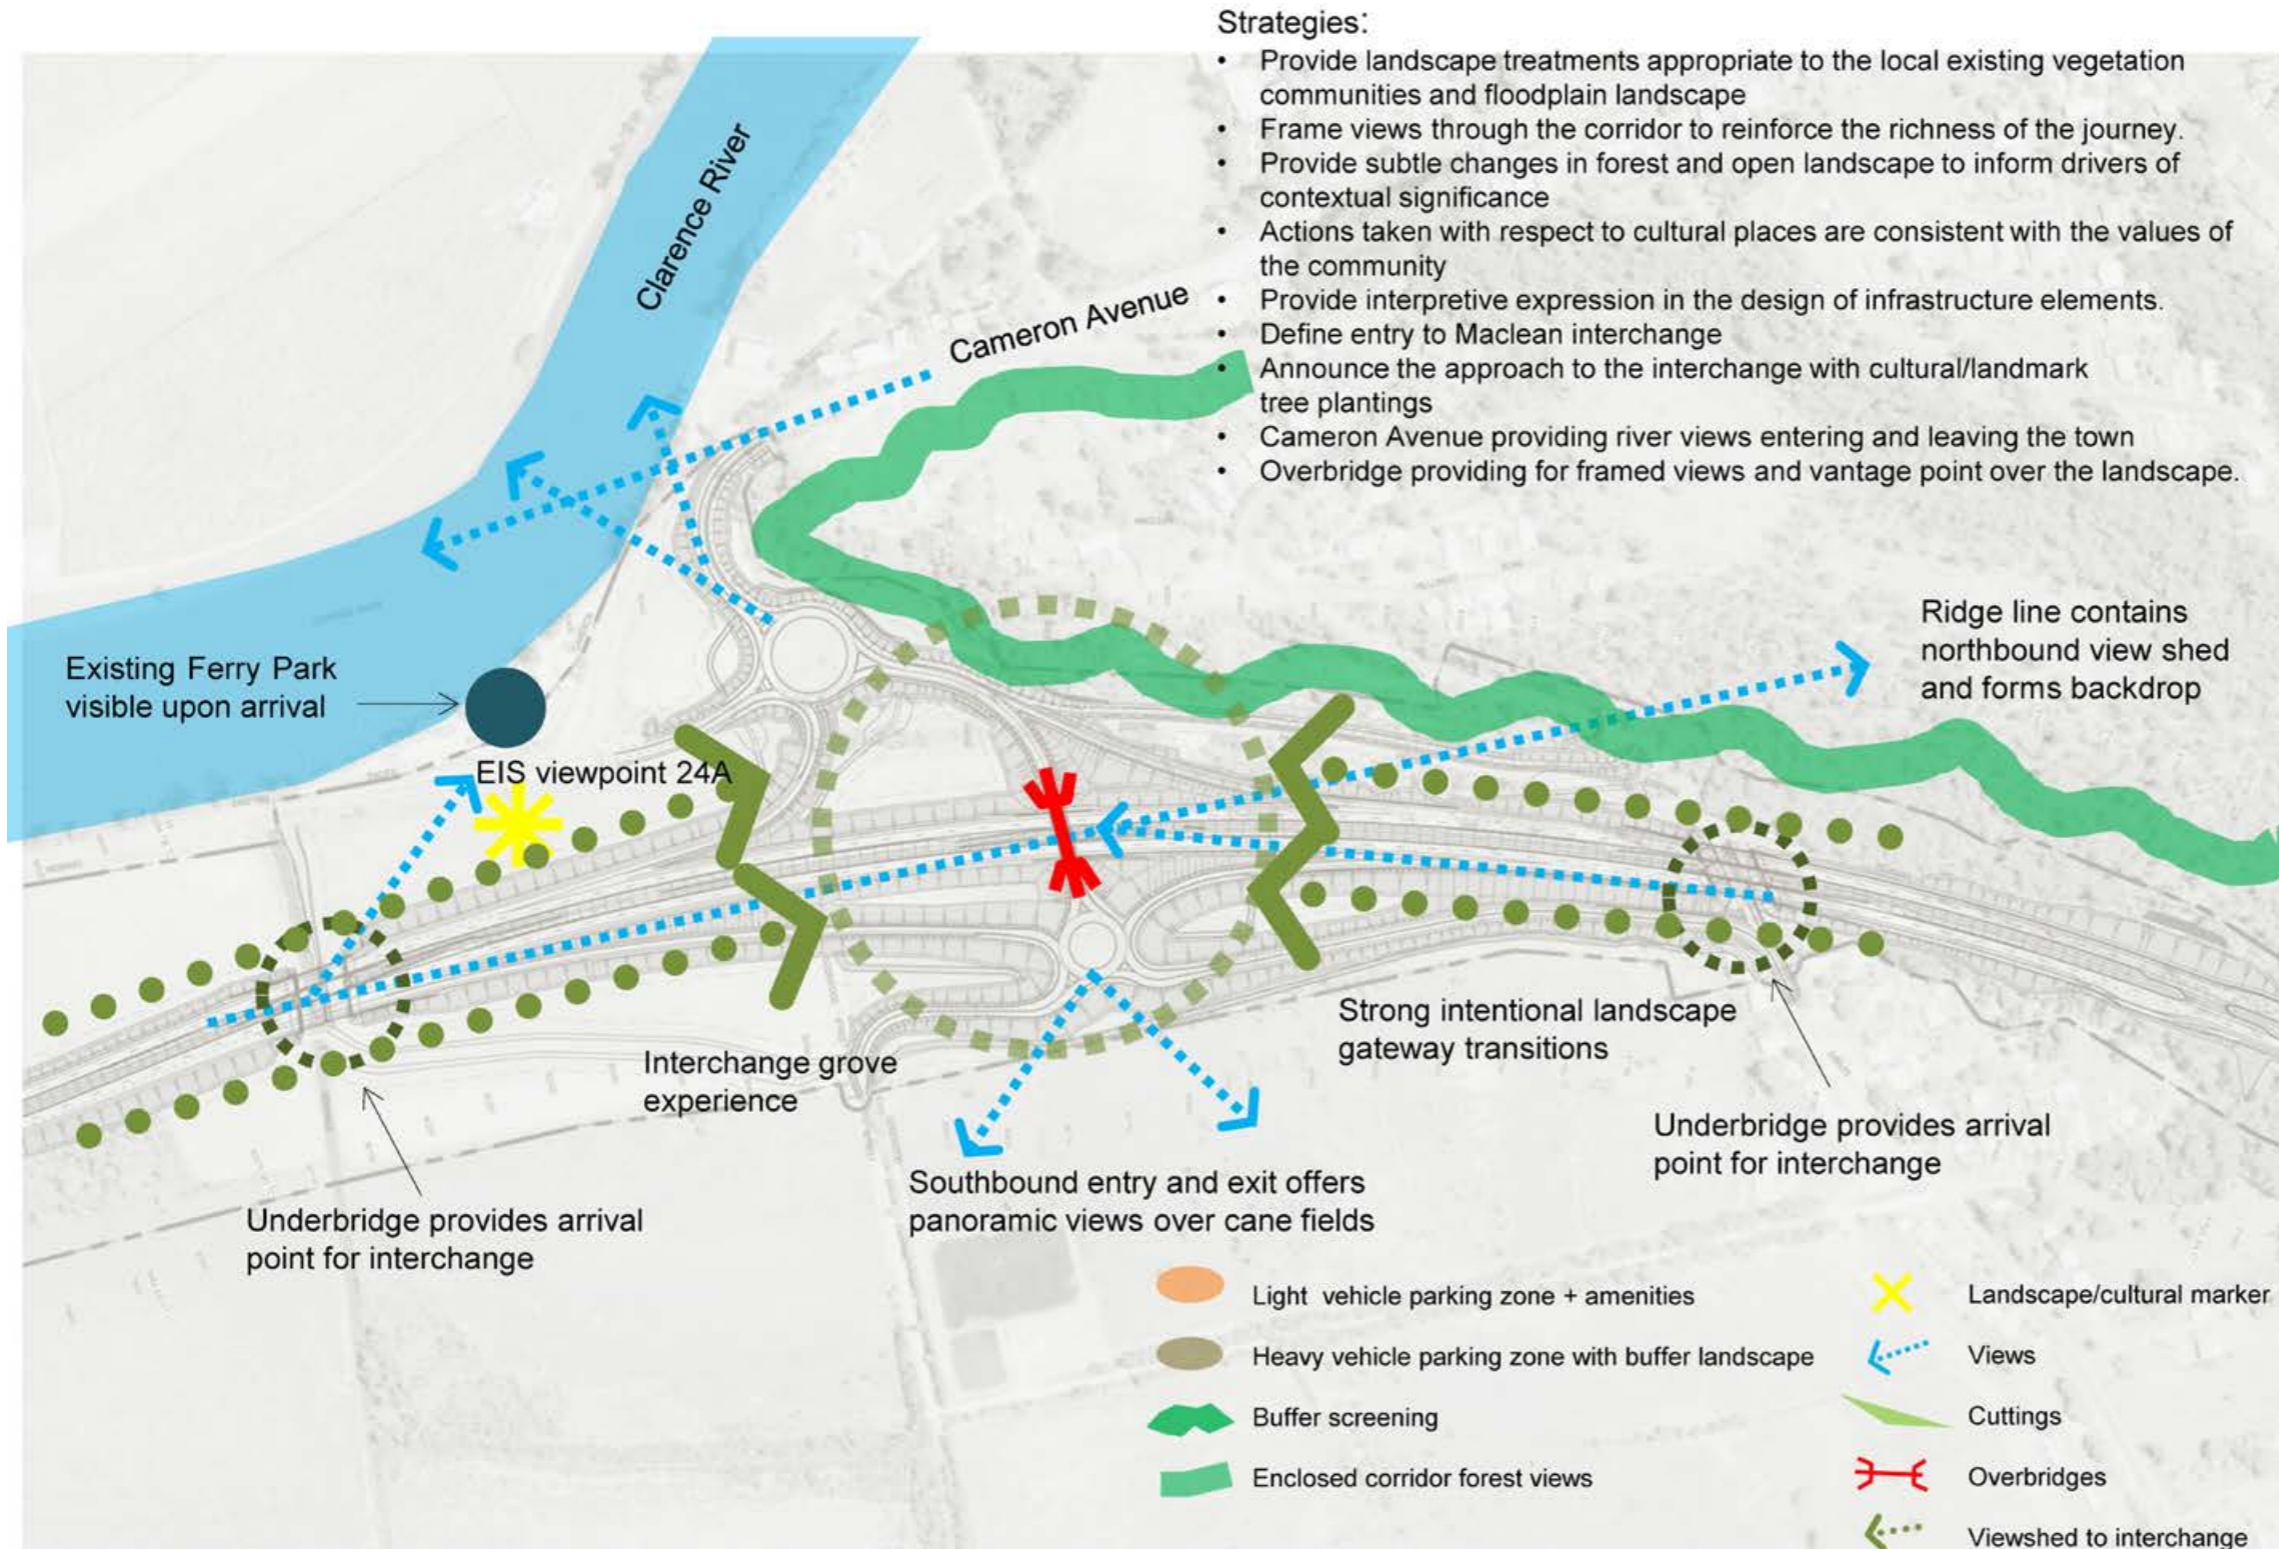 Strategies:
• Provide landscape treatments appropriate to the local existing vegetation
communities and floodplain landscape
• Frame views through the corridor to reinforce the richness of the journey.
• Provide subtle changes in forest and open landscape to inform drivers of
contextual significance
• Actions taken with respect to cultural places are consistent with the values of
the community
• Provide interpretive expression in the design of infrastructure elements.
• Define entry to Maclean interchange
• Announce the approach to the interchange with cultural/landmark
tree plantings
• Cameron Avenue providing river views entering and leaving the town
• Overbridge providing for framed views and vantage point over the landscape.
Clarence River
Cameron Avenue
Ridge line contains
northbound view shed
and forms backdrop
Existing Ferry Park
visible upon arrival
EIS viewpoint 24A
Strong intentional landscape
gateway transitions
Interchange grove
experience
Underbridge provides arrival
point for interchange
Southbound entry and exit offers
panoramic views over cane fields
Underbridge provides arrival
point for interchange
Light vehicle parking zone + amenities
Heavy vehicle parking zone with buffer landscape
Buffer screening
Enclosed corridor forest views
Landscape/cultural marker
Views
Cuttings
Overbridges
Viewshed to interchange